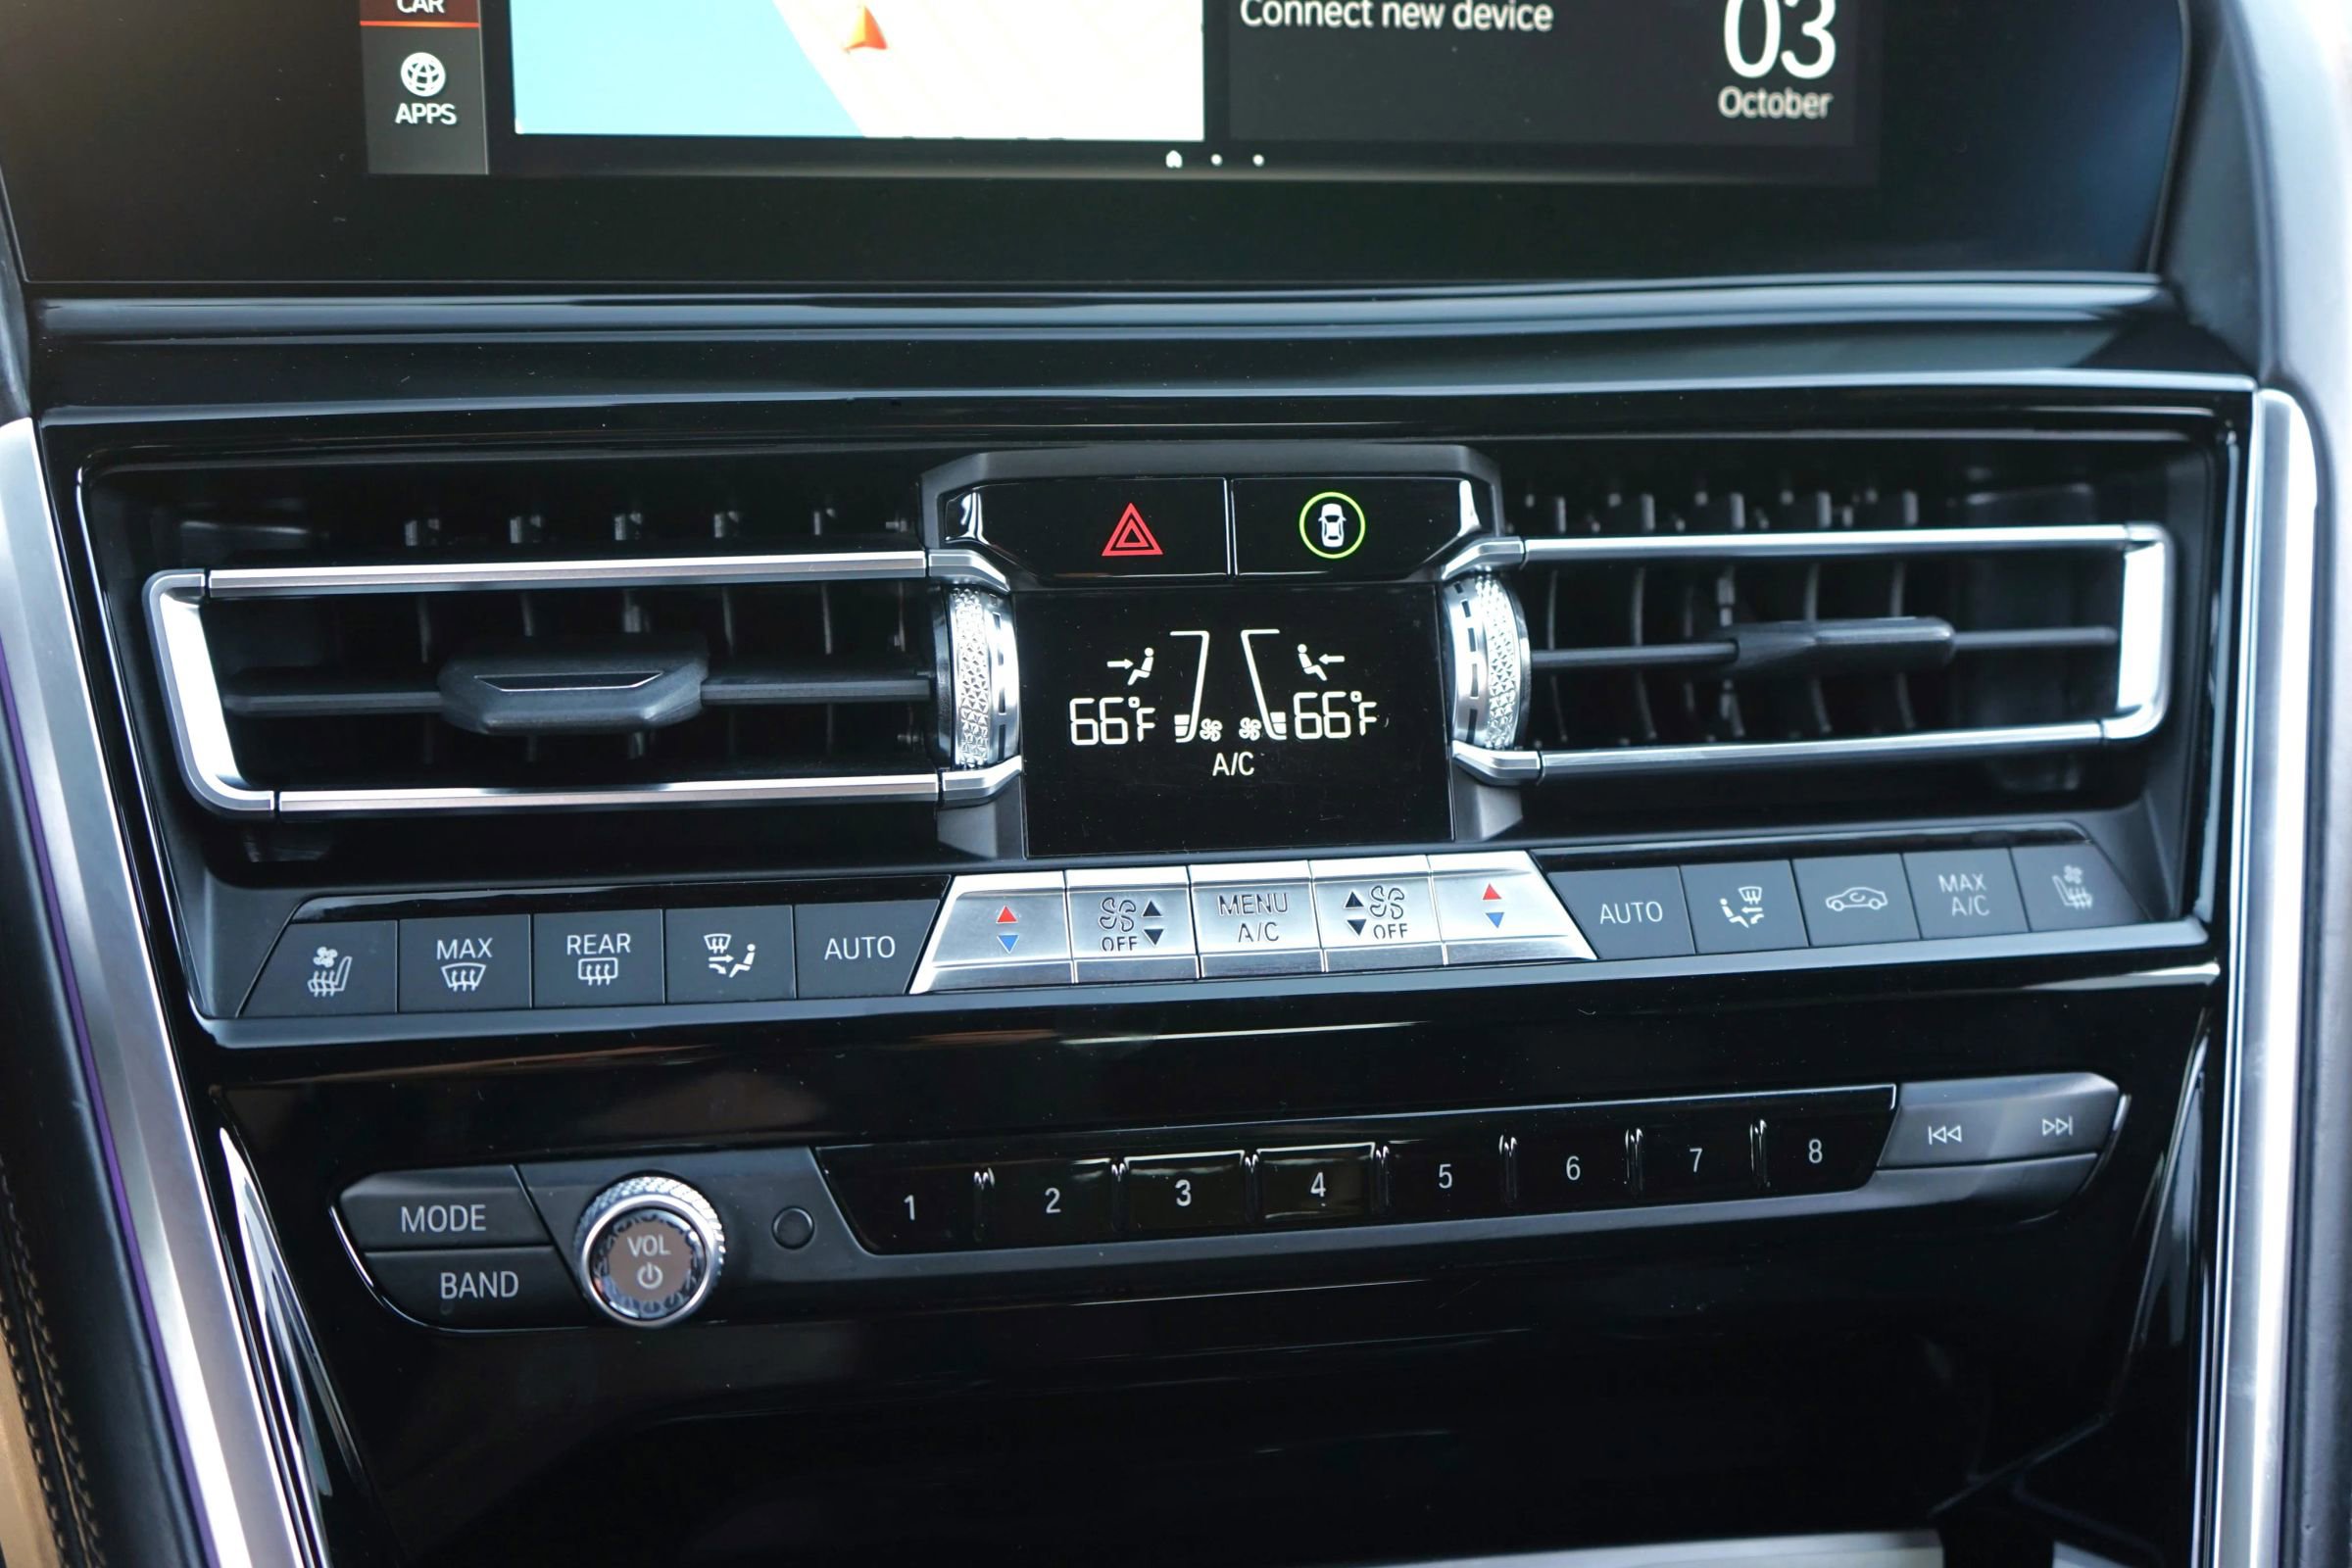 CAR
APPS
Connect new device
03
October
66°F
66°F
A/C
MAX
REAR
AUTO
OFF
MENU
A/C
OFF
AUTO
MAX
A/C
MODE
BAND
VOL
1 2 3 4 5 6 7 8